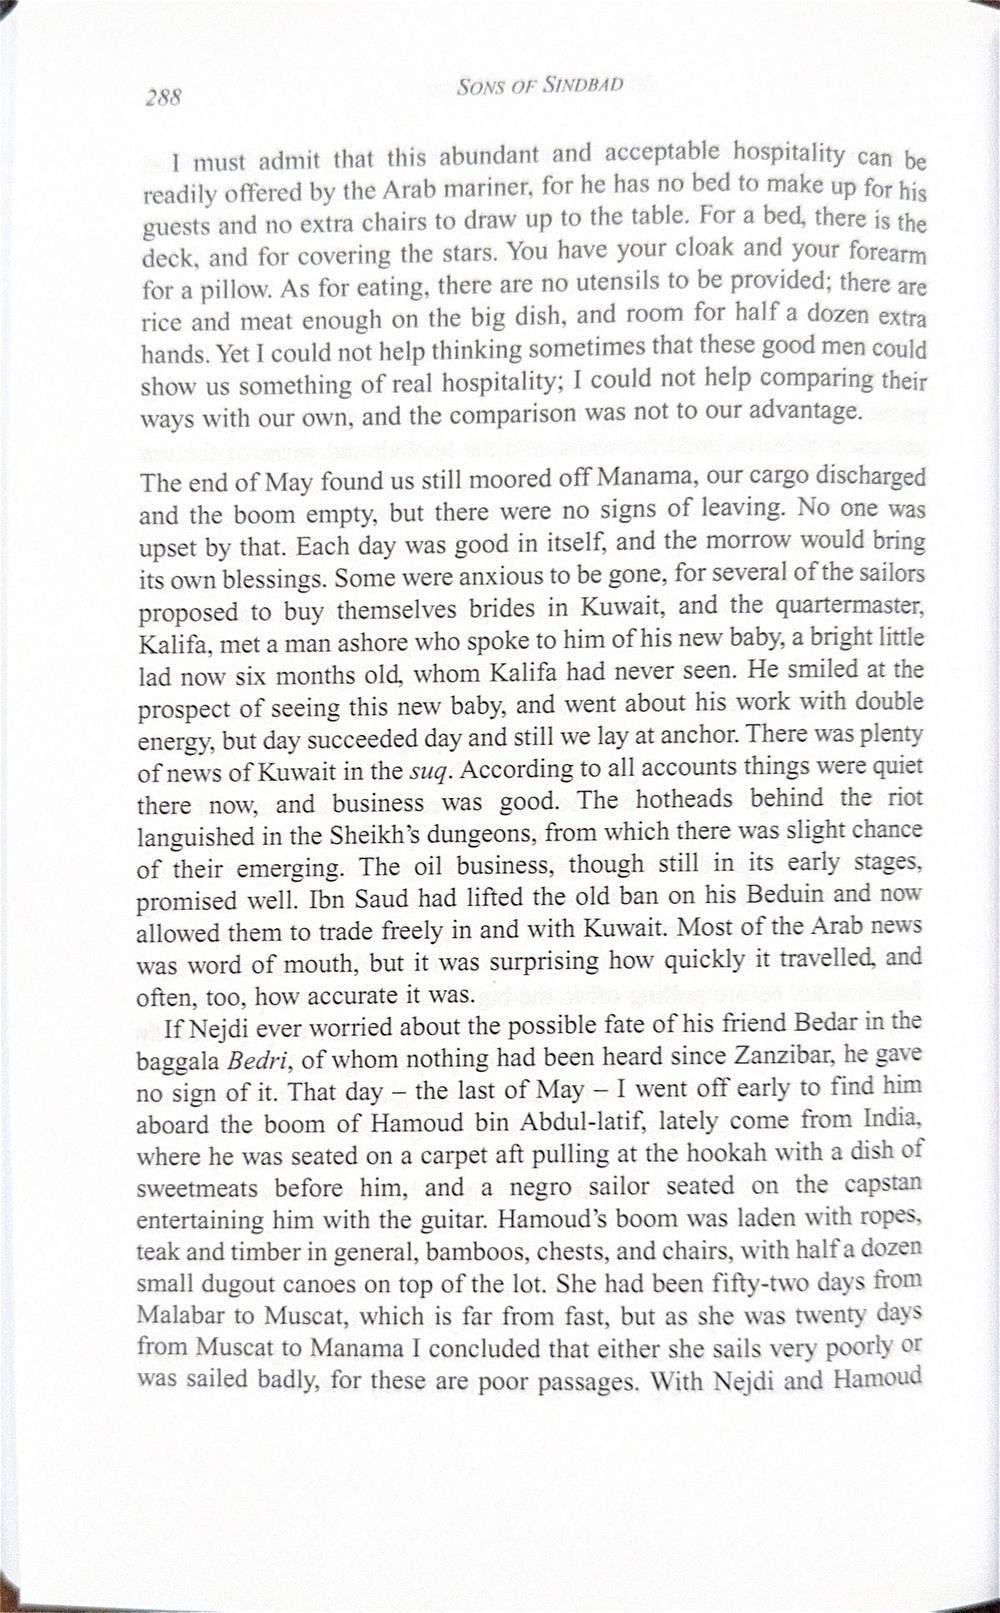 288
SONS OF SINDBAD
I must admit that this abundant and acceptable hospitality can be
readily offered by the Arab mariner, for he has no bed to make up for his
guests and no extra chairs to draw up to the table. For a bed, there is the
deck, and for covering the stars. You have your cloak and your forearm
for a pillow. As for eating, there are no utensils to be provided; there are
rice and meat enough on the big dish, and room for half a dozen extra
hands. Yet I could not help thinking sometimes that these good men could
show us something of real hospitality; I could not help comparing their
ways with our own, and the comparison was not to our advantage.
The end of May found us still moored off Manama, our cargo discharged
and the boom empty, but there were no signs of leaving. No one was
upset by that. Each day was good in itself, and the morrow would bring
its own blessings. Some were anxious to be gone, for several of the sailors
proposed to buy themselves brides in Kuwait, and the quartermaster,
Kalifa, met a man ashore who spoke to him of his new baby, a bright little
lad now six months old, whom Kalifa had never seen. He smiled at the
prospect of seeing this new baby, and went about his work with double
energy, but day succeeded day and still we lay at anchor. There was plenty
of news of Kuwait in the suq. According to all accounts things were quiet
there now, and business was good. The hotheads behind the riot
languished in the Sheikh's dungeons, from which there was slight chance
of their emerging. The oil business, though still in its early stages,
promised well. Ibn Saud had lifted the old ban on his Beduin and now
allowed them to trade freely in and with Kuwait. Most of the Arab news
was word of mouth, but it was surprising how quickly it travelled, and
often, too, how accurate it was.
If Nejdi ever worried about the possible fate of his friend Bedar in the
baggala Bedri, of whom nothing had been heard since Zanzibar, he gave
no sign of it. That day – the last of May – I went off early to find him
aboard the boom of Hamoud bin Abdul-latif, lately come from India,
where he was seated on a carpet aft pulling at the hookah with a dish of
sweetmeats before him, and a negro sailor seated on the capstan
entertaining him with the guitar. Hamoud's boom was laden with ropes,
teak and timber in general, bamboos, chests, and chairs, with half a dozen
small dugout canoes on top of the lot. She had been fifty-two days from
Malabar to Muscat, which is far from fast, but as she was twenty days
from Muscat to Manama I concluded that either she sails very poorly or
was sailed badly, for these are poor passages. With Nejdi and Hamoud